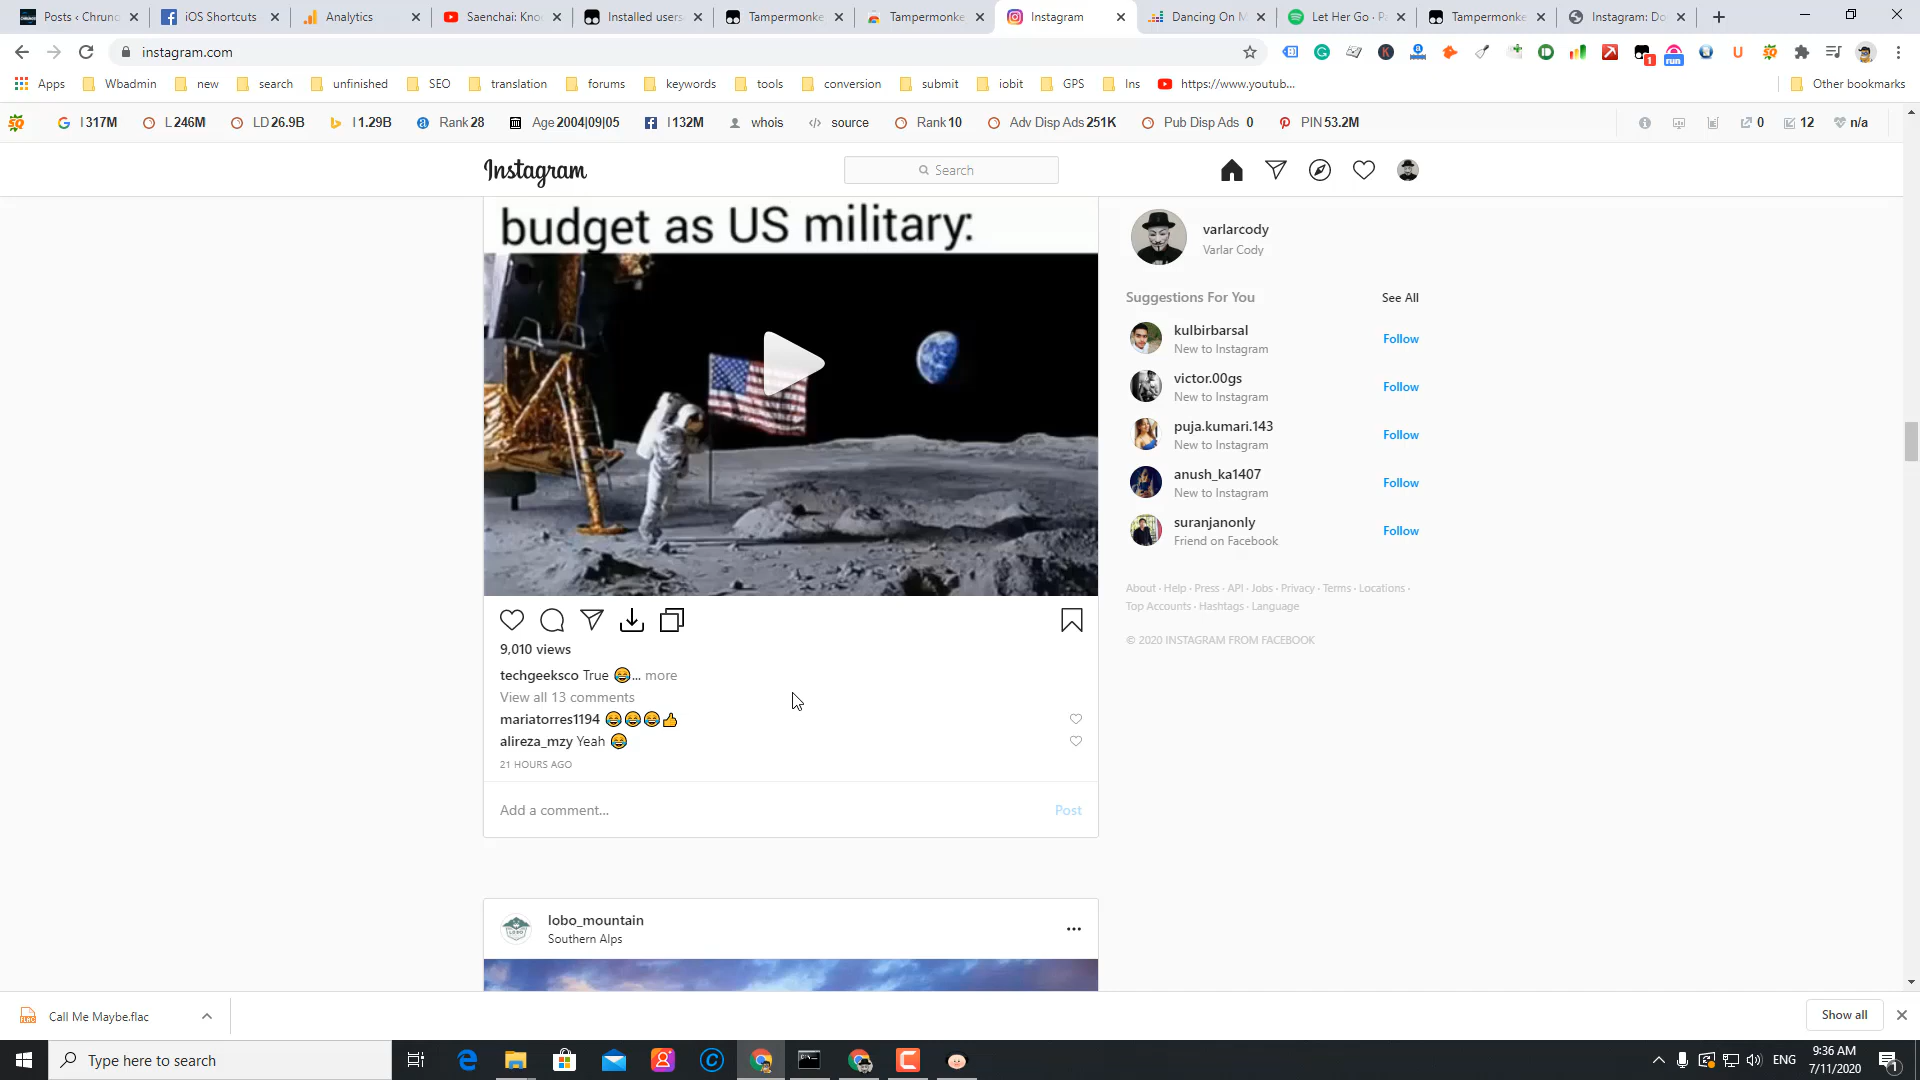 Posts ‹ Chrunc
iOS Shortcuts
Analytics
Saenchai: Kno
Installed users
Tampermonke
Tampermonke
Instagram
Dancing On M
Let Her Go · P
Tampermonke
Instagram: Do
instagram.com
1
run
Apps
Wbadmin
new
search
unfinished
SEO
translation
forums
keywords
tools
conversion
submit
iobit
GPS
Ins
https://www.youtub...
Other bookmarks
I 317M
L 246M
LD 26.9B
I 1.29B
Rank 28
Age 2004|09|05
I 132M
whois
source
Rank 10
Adv Disp Ads 251K
Pub Disp Ads 0
PIN 53.2M
0
12
n/a
Instagram
Search
budget as US military:
varlarcody
Varlar Cody
Suggestions For You
See All
kulbirbarsal
New to Instagram
Follow
victor.00gs
New to Instagram
Follow
puja.kumari.143
New to Instagram
Follow
anush_ka1407
New to Instagram
Follow
suranjanonly
Friend on Facebook
Follow
About · Help · Press · API · Jobs · Privacy · Terms · Locations ·
Top Accounts · Hashtags · Language
© 2020 INSTAGRAM FROM FACEBOOK
9,010 views
techgeeksco True 😂... more
View all 13 comments
mariatorres1194 😂😂😂👍
alireza_mzy Yeah 😂
21 HOURS AGO
Add a comment...
Post
lobo_mountain
Southern Alps
Call Me Maybe.flac
Show all
Type here to search
ENG
9:36 AM
7/11/2020
1